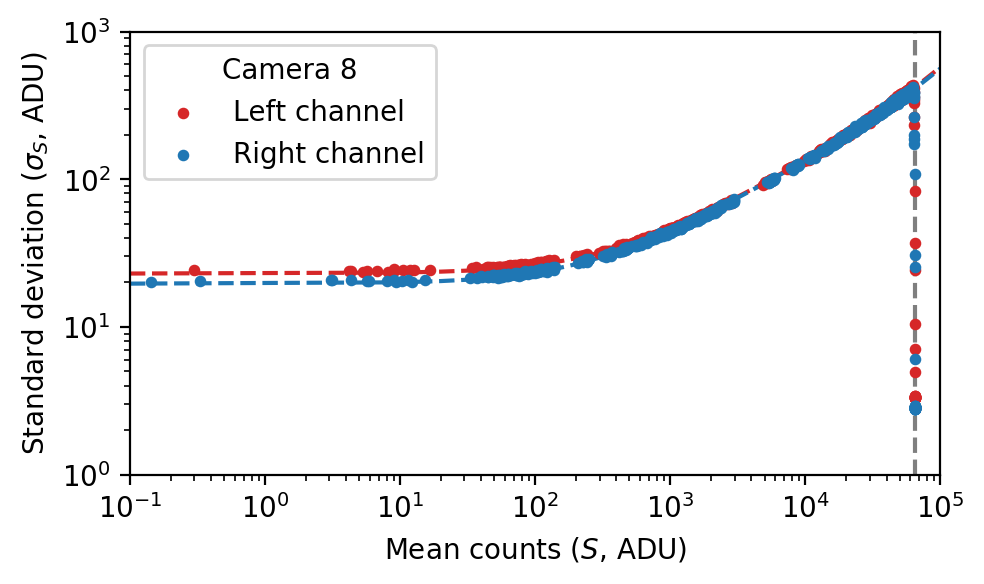 10³
10²
10¹
10⁰
Standard deviation (σ_S, ADU)
Camera 8
Left channel
Right channel
10⁻¹ 10⁰ 10¹ 10² 10³ 10⁴ 10⁵
Mean counts (S, ADU)